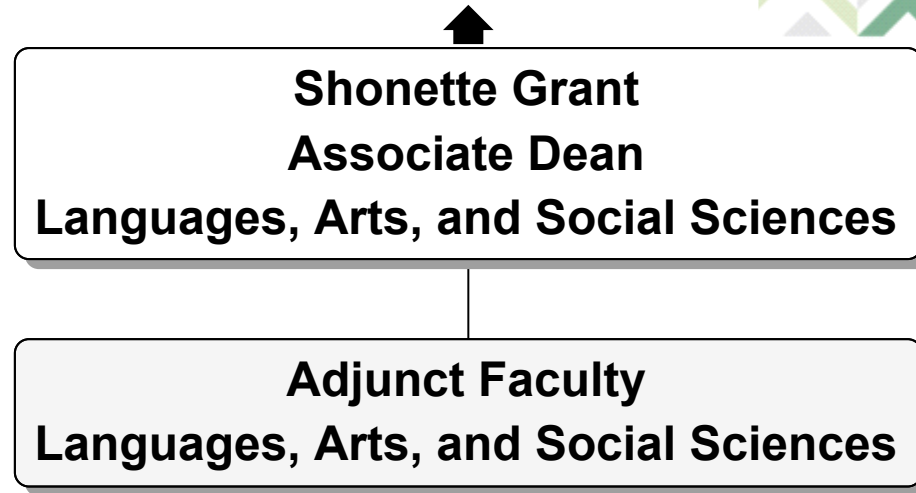 Shonette Grant
Associate Dean
Languages, Arts, and Social Sciences
Adjunct Faculty
Languages, Arts, and Social Sciences